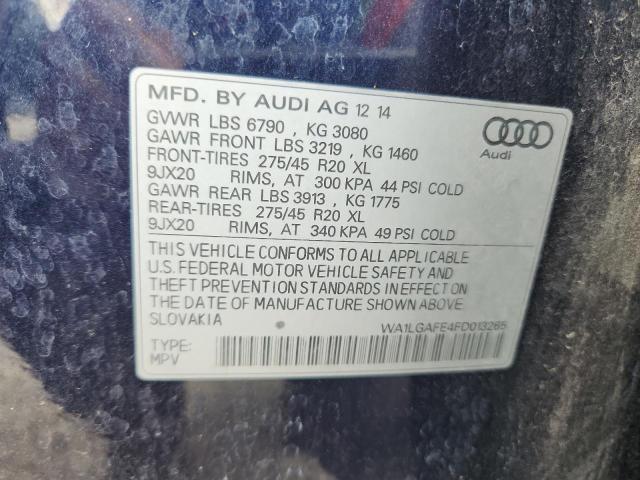 MFD. BY AUDI AG 12 14
GVWR LBS 6790 , KG 3080
GAWR FRONT LBS 3219 , KG 1460
FRONT-TIRES 275/45 R20 XL
9JX20 RIMS, AT 300 KPA 44 PSI COLD
GAWR REAR LBS 3913 , KG 1775
REAR-TIRES 275/45 R20 XL
9JX20 RIMS, AT 340 KPA 49 PSI COLD
Audi
THIS VEHICLE CONFORMS TO ALL APPLICABLE
U.S. FEDERAL MOTOR VEHICLE SAFETY AND
THEFT PREVENTION STANDARDS IN EFFECT ON
THE DATE OF MANUFACTURE SHOWN ABOVE.
SLOVAKIA
WA1LGAFE4FD013265
TYPE:
MPV